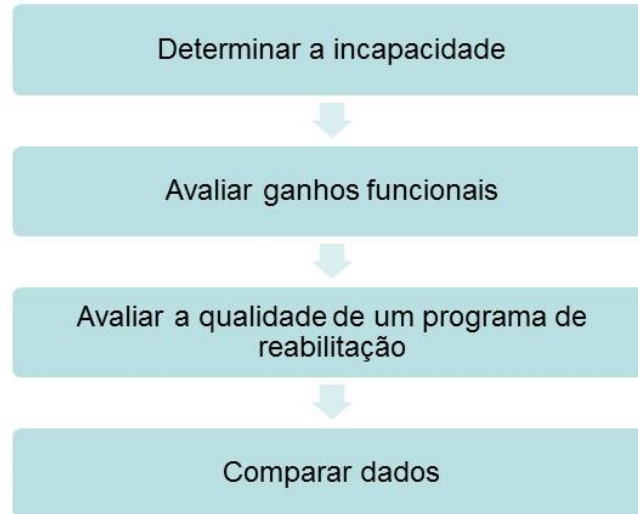 Determinar a incapacidade
Avaliar ganhos funcionais
Avaliar a qualidade de um programa de
reabilitação
Comparar dados